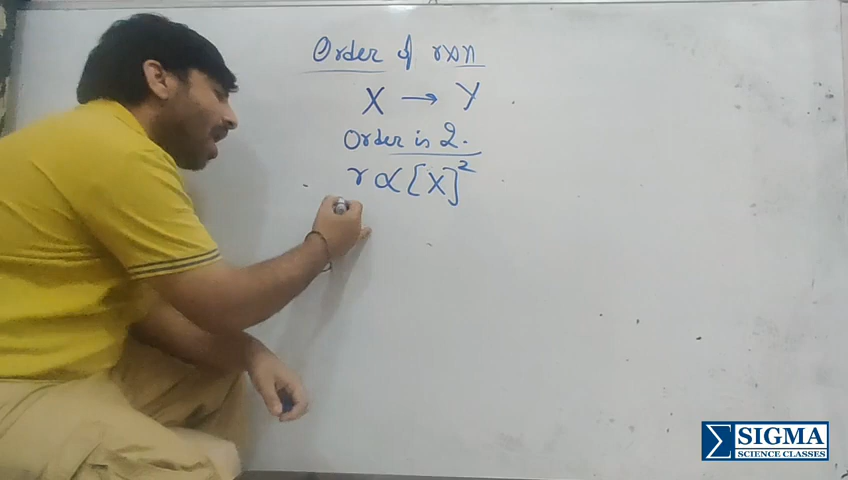 Order of rxn
X → Y
Order is 2.
r ∝ [X]²
Σ SIGMA
SCIENCE CLASSES